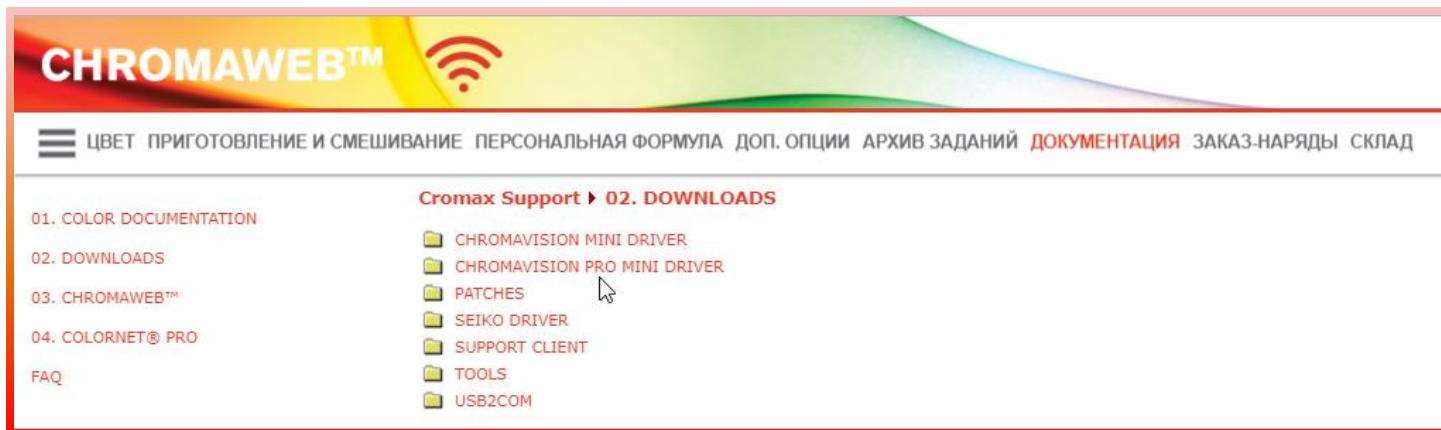 CHROMAWEB™
ЦВЕТ ПРИГОТОВЛЕНИЕ И СМЕШИВАНИЕ ПЕРСОНАЛЬНАЯ ФОРМУЛА ДОП. ОПЦИИ АРХИВ ЗАДАНИЙ ДОКУМЕНТАЦИЯ ЗАКАЗ-НАРЯДЫ СКЛАД
01. COLOR DOCUMENTATION
02. DOWNLOADS
03. CHROMAWEB™
04. COLORNET® PRO
FAQ
Cromax Support 02. DOWNLOADS
CHROMAVISION MINI DRIVER
CHROMAVISION PRO MINI DRIVER
PATCHES
SEIKO DRIVER
SUPPORT CLIENT
TOOLS
USB2COM